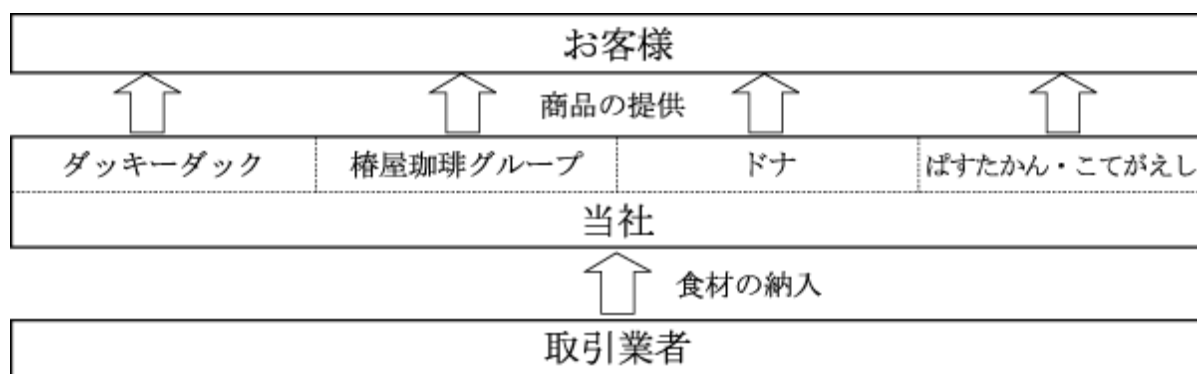 お客様
商品の提供
ダッキーダック 椿屋珈琲グループ ドナ ぱすたかん・こてがえし
当社
食材の納入
取引業者